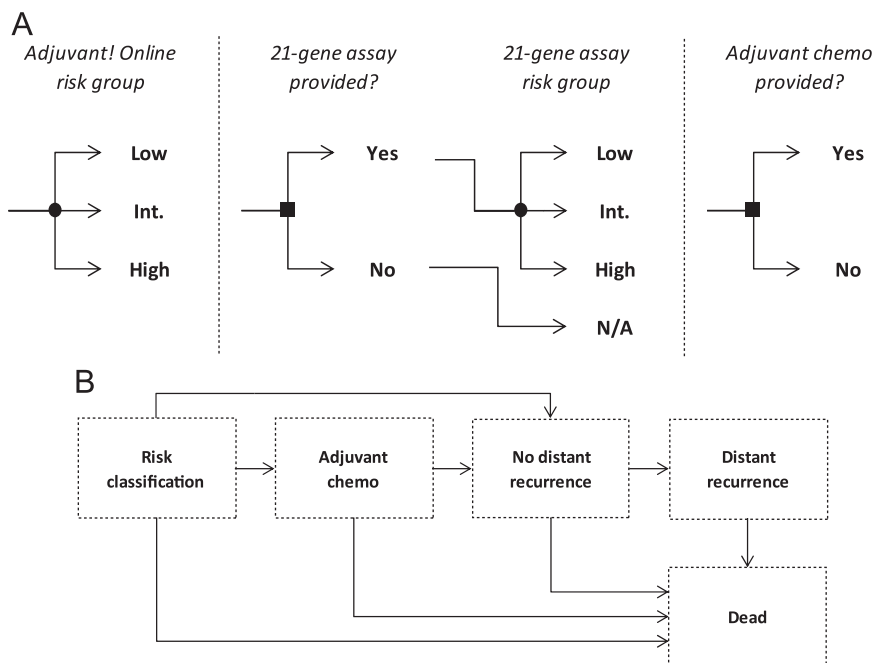 A
Adjuvant! Online
risk group
21-gene assay
provided?
21-gene assay
risk group
Adjuvant chemo
provided?
Low
Int.
High
Yes
No
Low
Int.
High
N/A
Yes
No
B
Risk
classification
Adjuvant
chemo
No distant
recurrence
Distant
recurrence
Dead